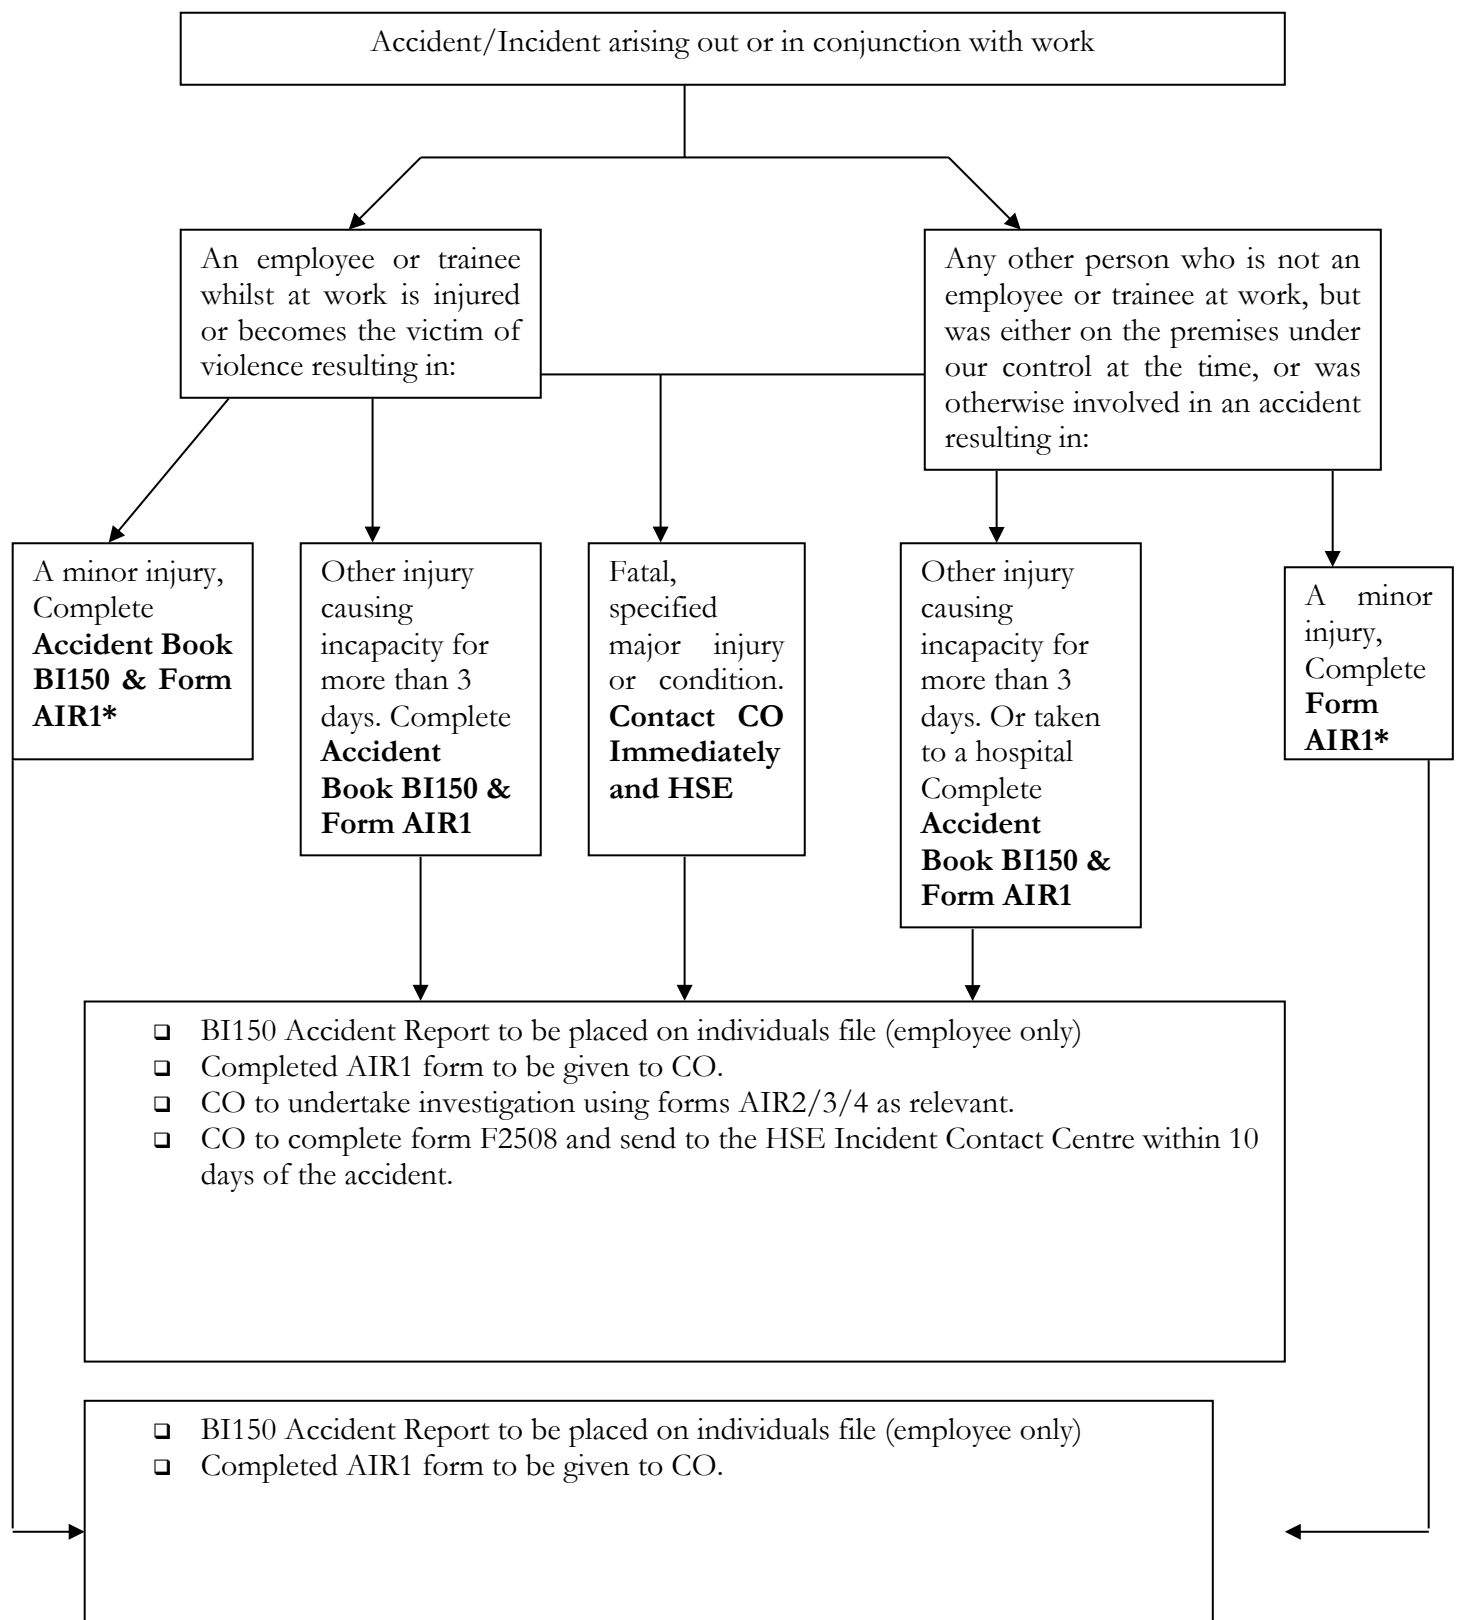 Accident/Incident arising out or in conjunction with work
An employee or trainee
whilst at work is injured
or becomes the victim of
violence resulting in:
Any other person who is not an
employee or trainee at work, but
was either on the premises under
our control at the time, or was
otherwise involved in an accident
resulting in:
A minor injury,
Complete
Accident Book
BI150 & Form
AIR1*
Other injury
causing
incapacity for
more than 3
days. Complete
Accident
Book BI150 &
Form AIR1
Fatal,
specified
major injury
or condition.
Contact CO
Immediately
and HSE
Other injury
causing
incapacity for
more than 3
days. Or taken
to a hospital
Complete
Accident
Book BI150 &
Form AIR1
A minor
injury,
Complete
Form
AIR1*
❑ BI150 Accident Report to be placed on individuals file (employee only)
❑ Completed AIR1 form to be given to CO.
❑ CO to undertake investigation using forms AIR2/3/4 as relevant.
❑ CO to complete form F2508 and send to the HSE Incident Contact Centre within 10
days of the accident.
❑ BI150 Accident Report to be placed on individuals file (employee only)
❑ Completed AIR1 form to be given to CO.